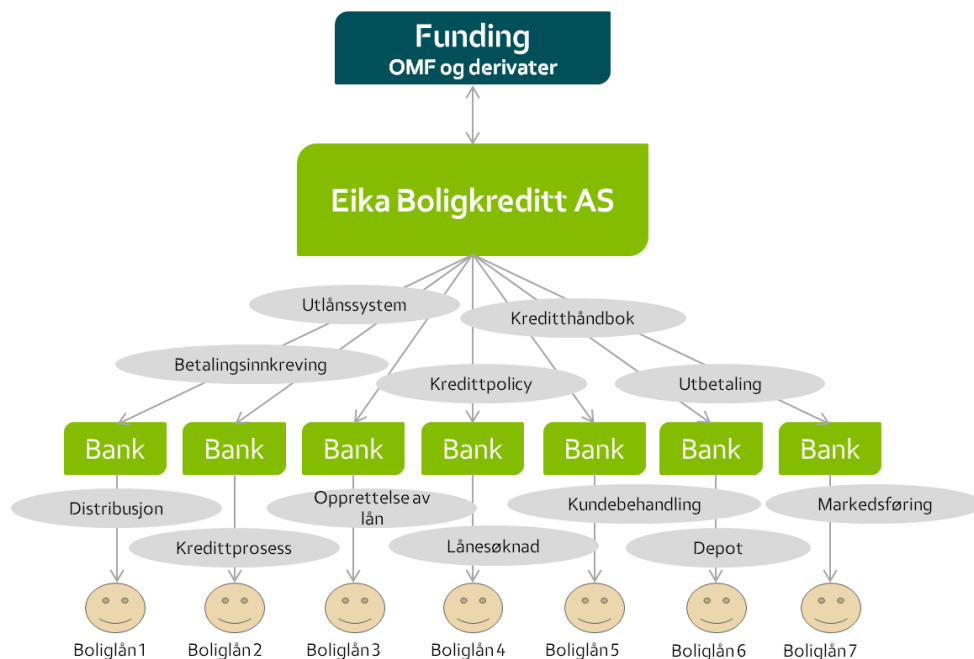 Funding
OMF og derivater
Eika Boligkreditt AS
Utlånssystem
Kreditthåndbok
Betalingsinnkreving
Kredittpolicy
Utbetaling
Bank
Bank
Bank
Bank
Bank
Bank
Bank
Distribusjon
Opprettelse av
lån
Kundebehandling
Markedsføring
Kredittprosess
Lånesøknad
Depot
Boliglån 1
Boliglån 2
Boliglån 3
Boliglån 4
Boliglån 5
Boliglån 6
Boliglån 7